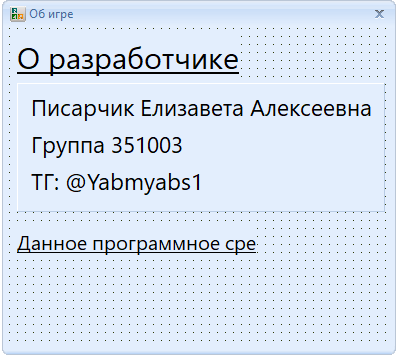 Об игре
О разработчике
Писарчик Елизавета Алексеевна
Группа 351003
ТГ: @Yabmyabs1
Данное программное сре